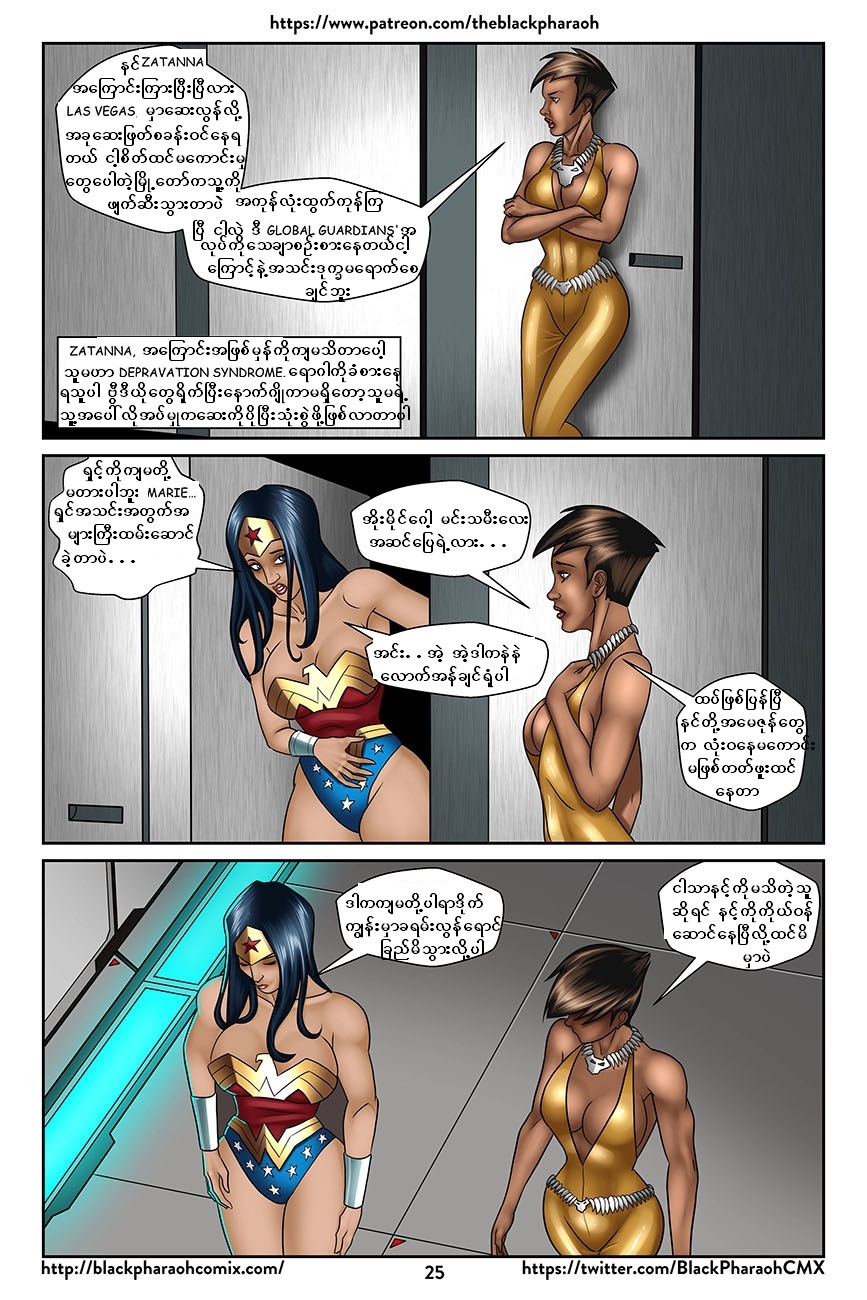 https://www.patreon.com/theblackpharaoh
နင် ZATANNA
အကြောင်းကြားပြီးပြီလား
LAS VEGAS, မှာဆေးလွန်လို့
အခုဆေးဖြတ်စခန်းဝင်နေရ
တယ် ငါ့စိတ်ထင်မကောင်းမှု
တွေပေါတဲ့မြို့တော်ကသူ့ကို
ဖျက်ဆီးသွားတာပဲ
အကုန်လုံးထွက်ကုန်ကြ
ပြီ ငါ့လဲ ဒီ GLOBAL GUARDIANS'အ
လုပ်ကိုသေချာစဉ်းစားနေတယ်ငါ့
ကြောင့်နဲ့အသင်းဒုက္ခမရောက်စေ
ချင်ဘူး
ZATANNA, အကြောင်းအဖြစ်မှန်ကိုကျမသိတာပေါ့
သူမဟာ DEPRAVATION SYNDROME. ရောဂါကိုခံစားနေ
ရသူပါ ဗွီဒီယိုတွေရိုက်ပြီးနောက်ဂျိုကာမရှိတော့သူမရဲ့
သူ့အပေါ်လိုအပ်မှုကဆေးကိုပိုပြီးသုံးစွဲဖို့ဖြစ်လာတာပါ
ရှင့်ကိုကျမတို့
မတားပါဘူး MARIE...
ရှင်အသင်းအတွက်အ
များကြီးထမ်းဆောင်
ခဲ့တာပဲ...
အိုးမိုင်ဂေါ့ မင်းသမီးလေး
အဆင်ပြေရဲ့လား...
အင်း..အဲ့ အဲ့ဒါကနဲနဲ
လောက်အန်ချင်ရုံပါ
ထပ်ဖြစ်ပြန်ပြီ
နင်ကို့အမေဇုန်တွေ
က လုံးဝနေမကောင်း
မဖြစ်တတ်ဖူးထင်
နေတာ
ဒါကကျမတို့ပါရာဒိုက်
ကျွန်းမှာခရမ်းလွန်ရောင်
ခြည်မိသွားလို့ပါ
ငါသာနင့်ကိုမသိတဲ့သူ
ဆိုရင် နင့်ကိုကိုယ်ဝန်
ဆောင်နေပြီလို့ထင်မိ
မှာပဲ
http://blackpharaohcomix.com/
25
https://twitter.com/BlackPharaohCMX